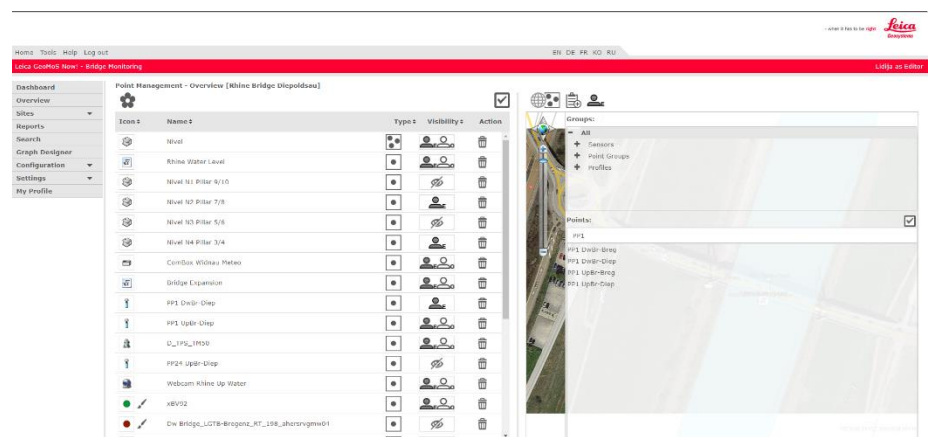 - when it has to be right
Leica
Geosystems
Home Tools Help Log out
EN DE FR KO RU
Leica GeoMoS Now! - Bridge Monitoring
Lidija as Editor
Dashboard
Overview
Sites
Reports
Search
Graph Designer
Configuration
Settings
My Profile
Point Management - Overview [Rhine Bridge Diepoldsau]
Icon Name Type Visibility Action
Nivel
Rhine Water Level
Nivel N1 Pillar 9/10
Nivel N2 Pillar 7/8
Nivel N3 Pillar 5/6
Nivel N4 Pillar 3/4
ComBox Widnau Meteo
Bridge Expansion
PP1 DwBr-Diep
PP1 UpBr-Diep
D_TPS_TM50
PP24 UpBr-Diep
Webcam Rhine Up Water
xBV92
Dw Bridge_LGTB-Bregenz_RT_198_ahersrvgmw04
Groups:
All
Sensors
Point Groups
Profiles
Points:
PP1
PP1 DwBr-Breg
PP1 DwBr-Diep
PP1 UpBr-Breg
PP1 UpBr-Diep